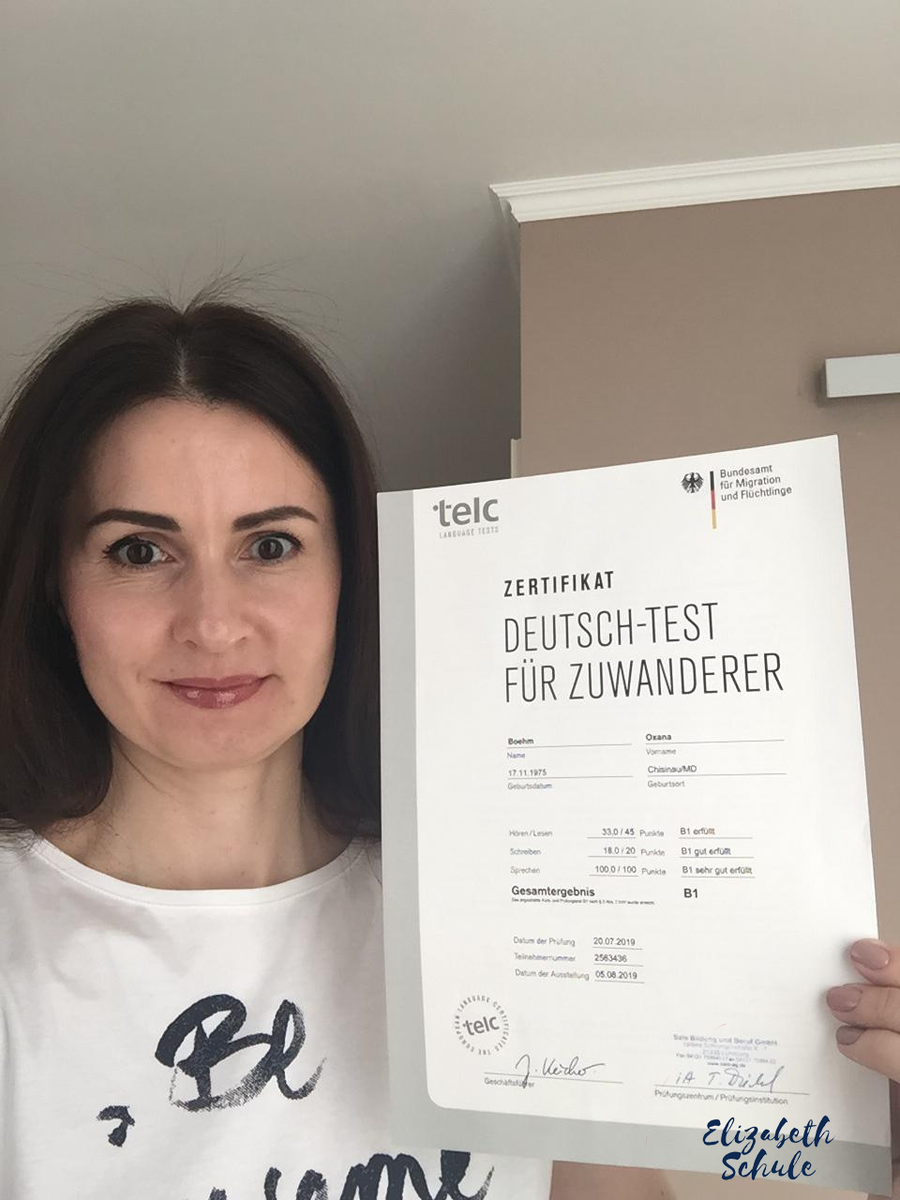 telc
LANGUAGE TESTS
Bundesamt
für Migration
und Flüchtlinge
ZERTIFIKAT
DEUTSCH-TEST
FÜR ZUWANDERER
Boehm Oxana
Name Vorname
17.11.1975 Chisinau/MD
Geburtsdatum Geburtsort
Hören / Lesen 33,0 / 45 Punkte B1 erfüllt
Schreiben 18,0 / 20 Punkte B1 gut erfüllt
Sprechen 100,0 / 100 Punkte B1 sehr gut erfüllt
Gesamtergebnis B1
Datum der Prüfung 20.07.2019
Teilnehmernummer 2563436
Datum der Ausstellung 05.08.2019
telc
Geschäftsführer
Prüfungszentrum / Prüfungsinstitution
Be
Elizabeth
Schule